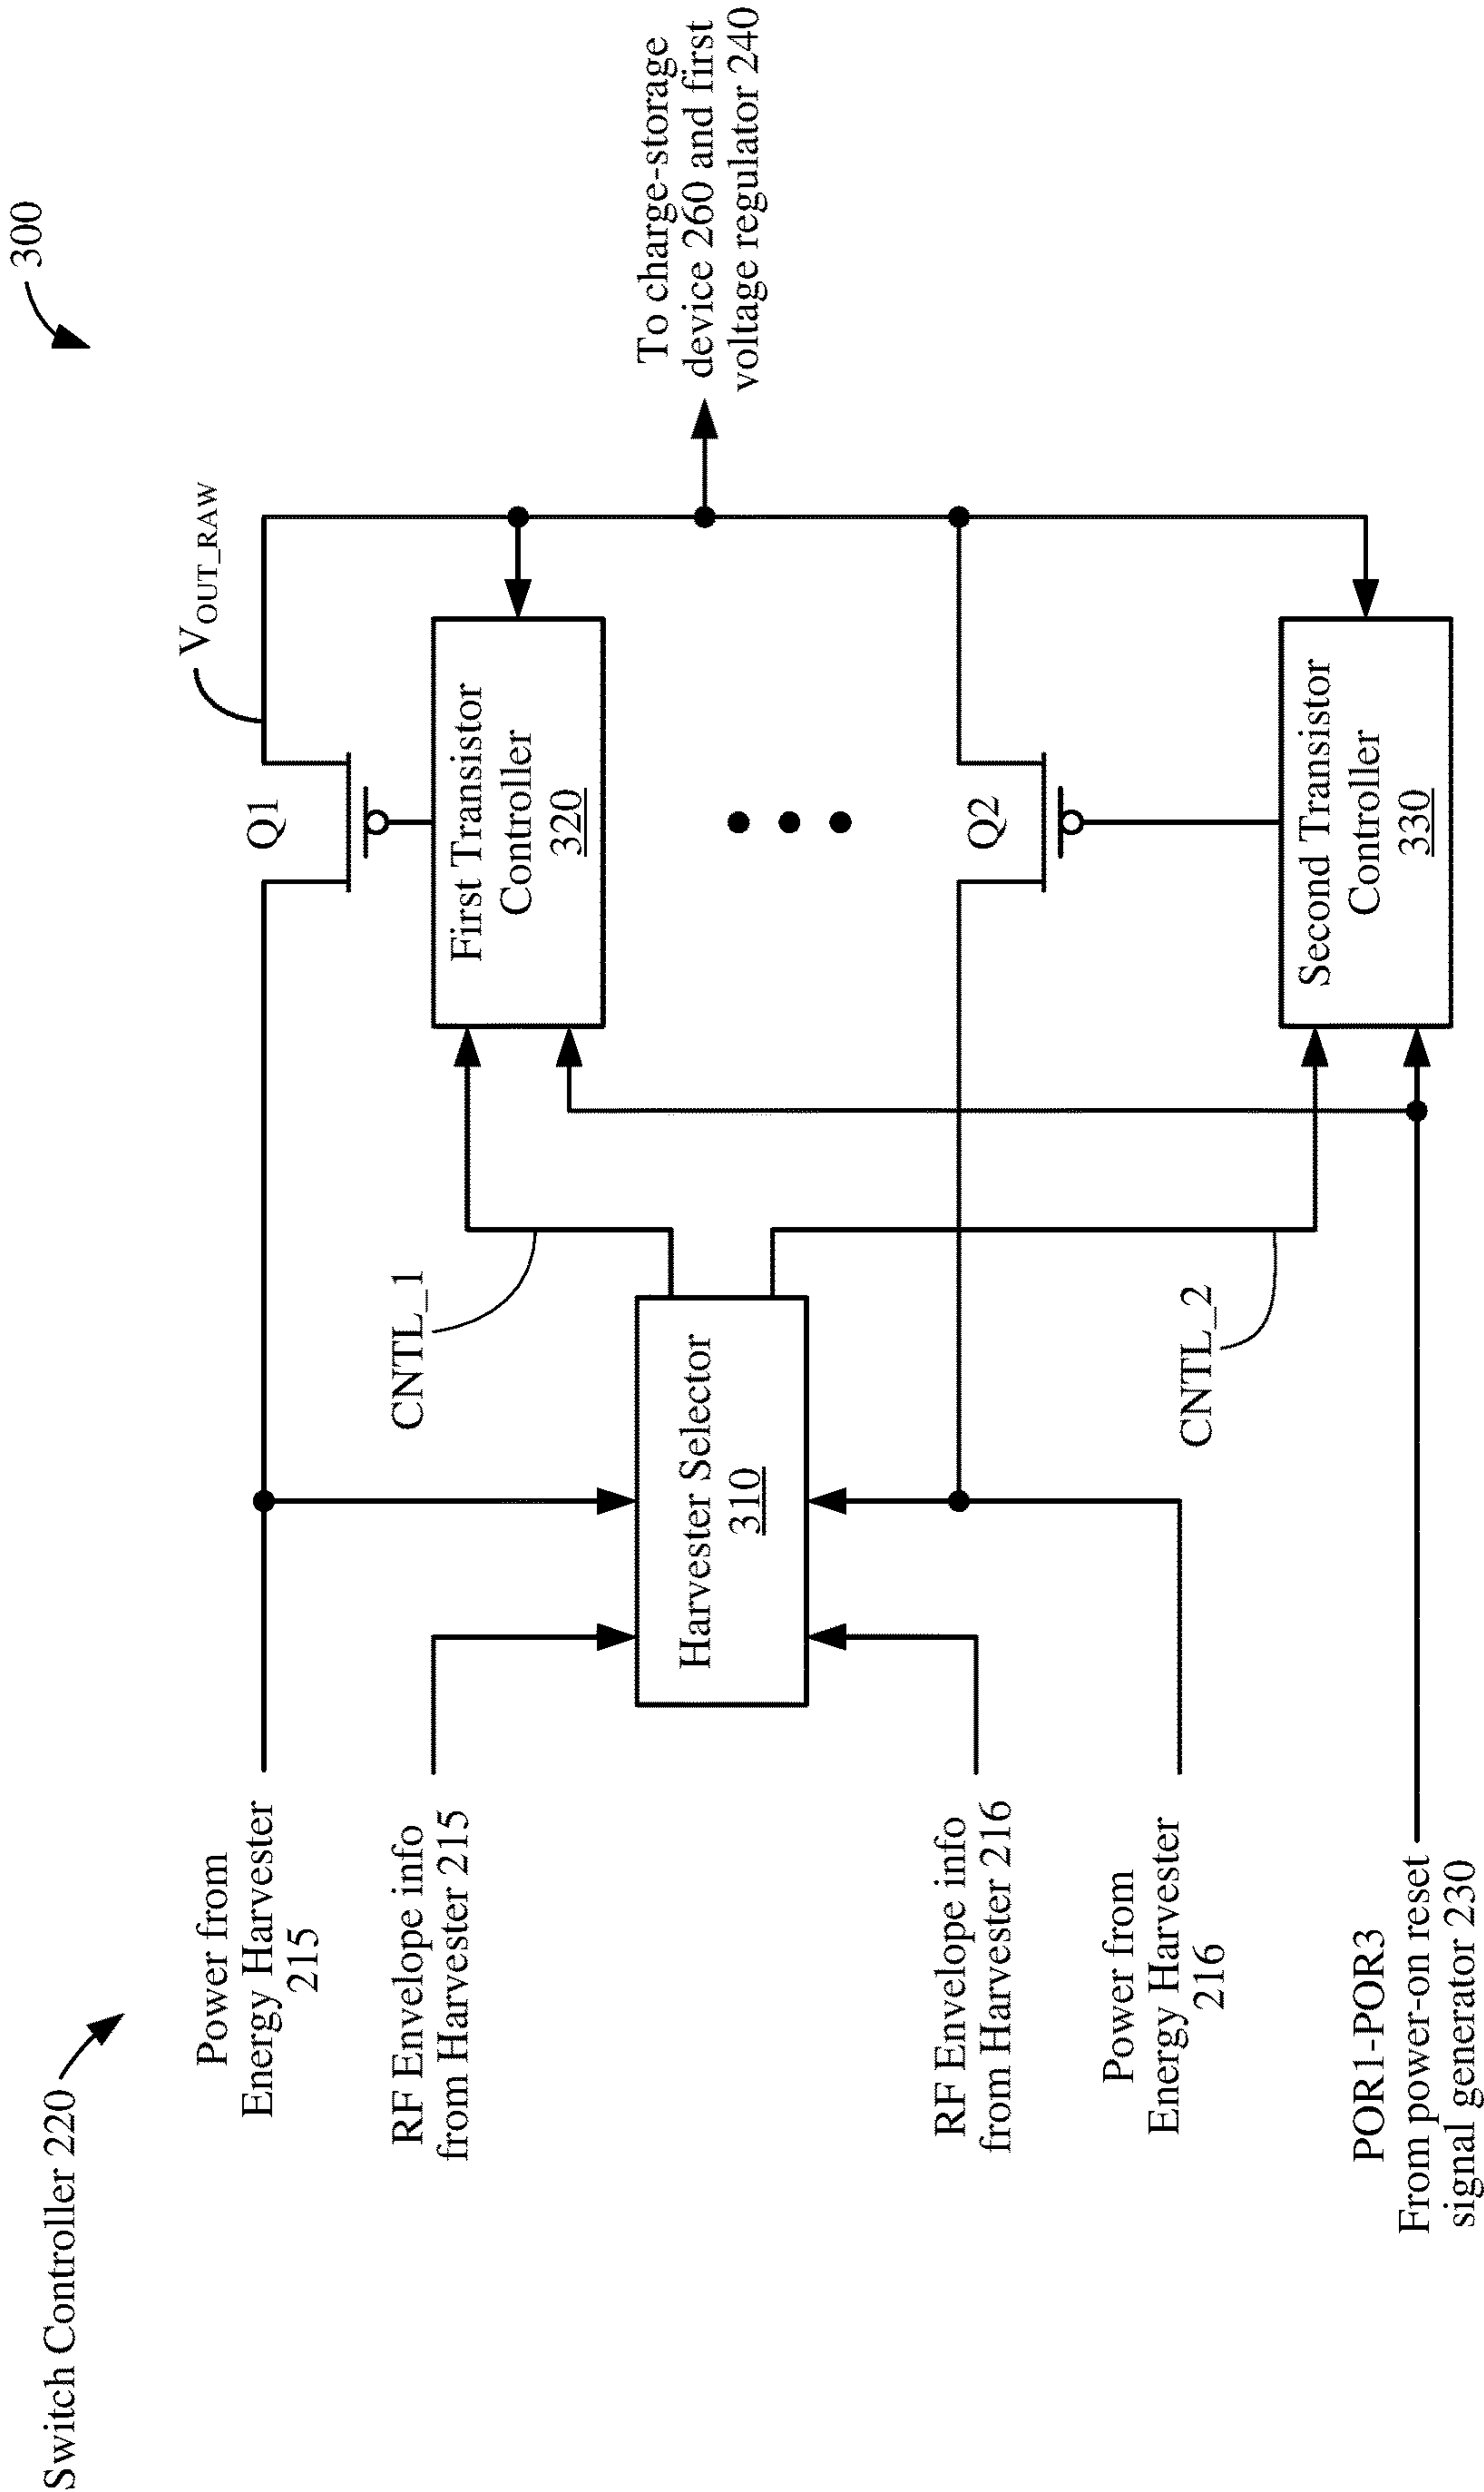 Switch Controller 220
300
Power from
Energy Harvester
215
RF Envelope info
from Harvester 215
RF Envelope info
from Harvester 216
Power from
Energy Harvester
216
POR1-POR3
From power-on reset
signal generator 230
Harvester Selector
310
CNTL_1
CNTL_2
Q1
VOUT_RAW
First Transistor
Controller
320
Q2
Second Transistor
Controller
330
To charge-storage
device 260 and first
voltage regulator 240